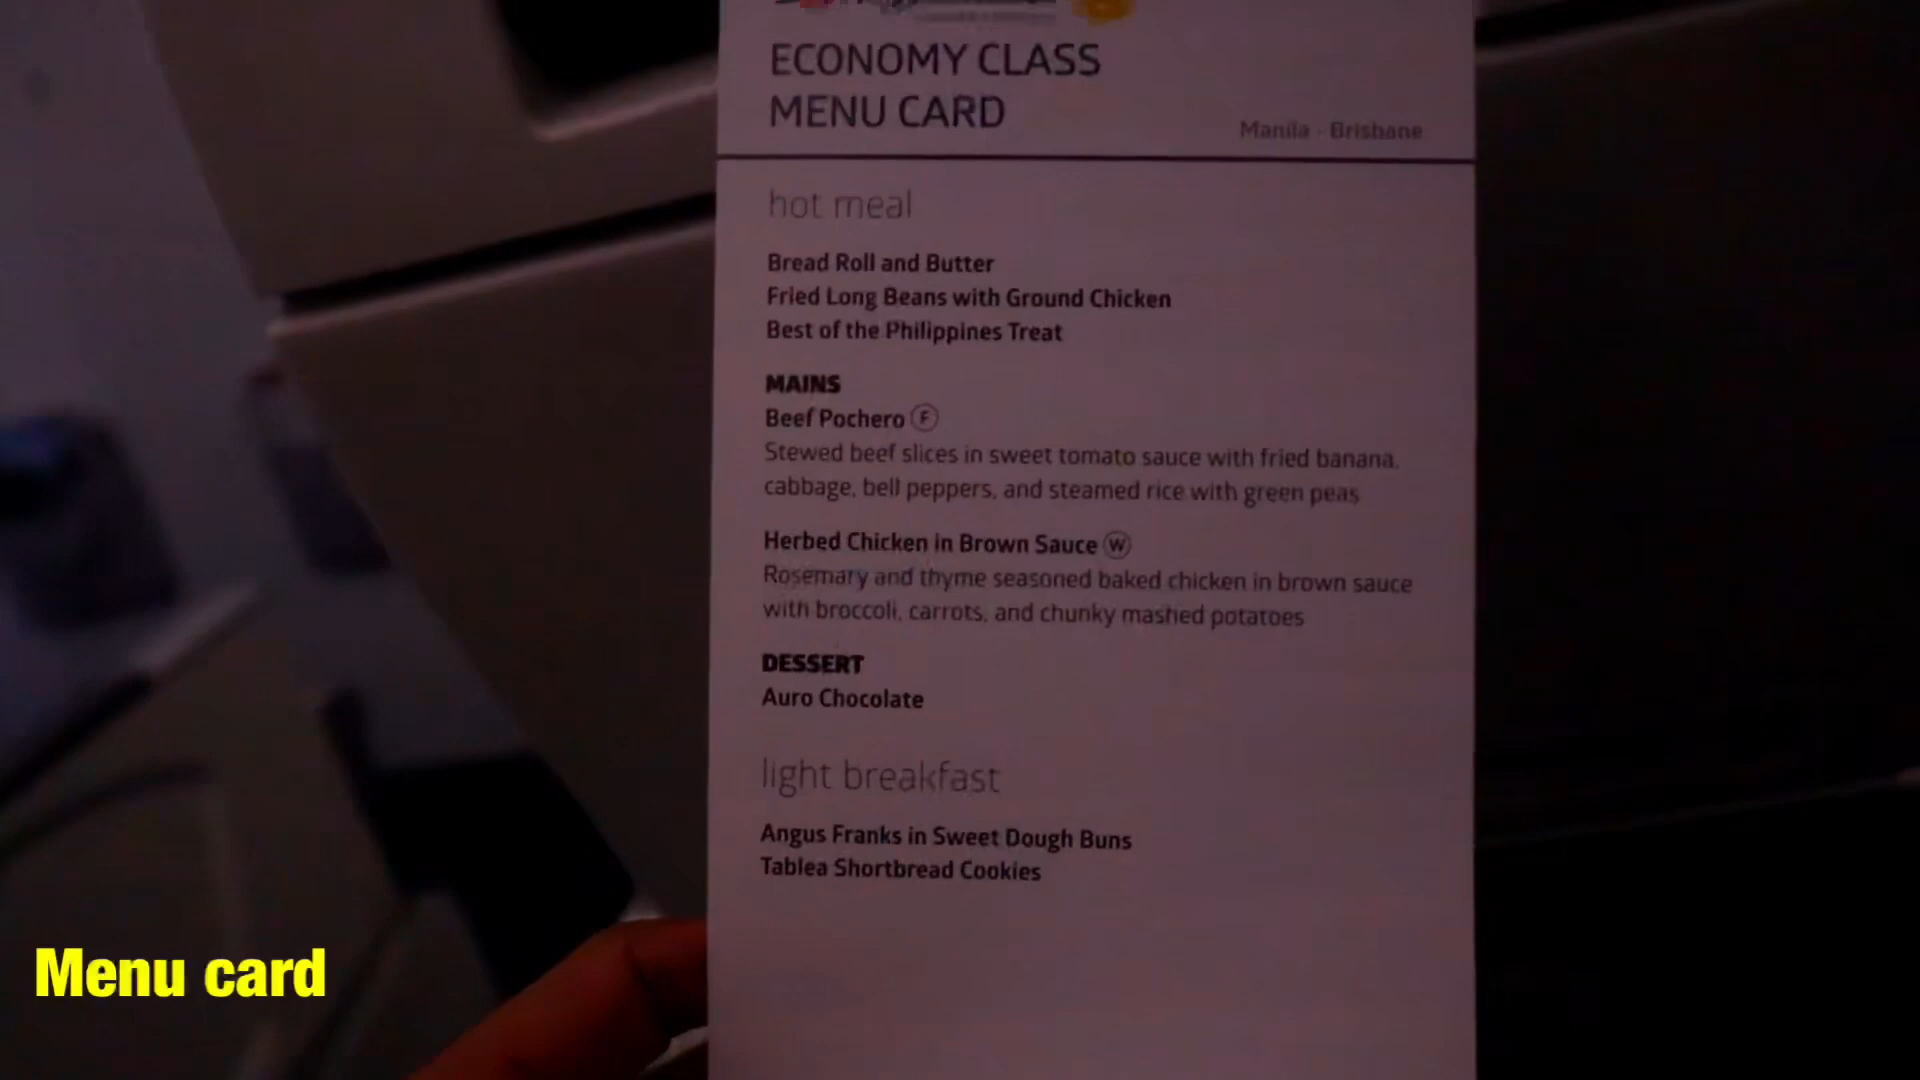 ECONOMY CLASS
MENU CARD
Manila - Brisbane
hot meal
Bread Roll and Butter
Fried Long Beans with Ground Chicken
Best of the Philippines Treat
MAINS
Beef Pochero F
Stewed beef slices in sweet tomato sauce with fried banana,
cabbage, bell peppers, and steamed rice with green peas
Herbed Chicken in Brown Sauce W
Rosemary and thyme seasoned baked chicken in brown sauce
with broccoli, carrots, and chunky mashed potatoes
DESSERT
Auro Chocolate
light breakfast
Angus Franks in Sweet Dough Buns
Tablea Shortbread Cookies
Menu card